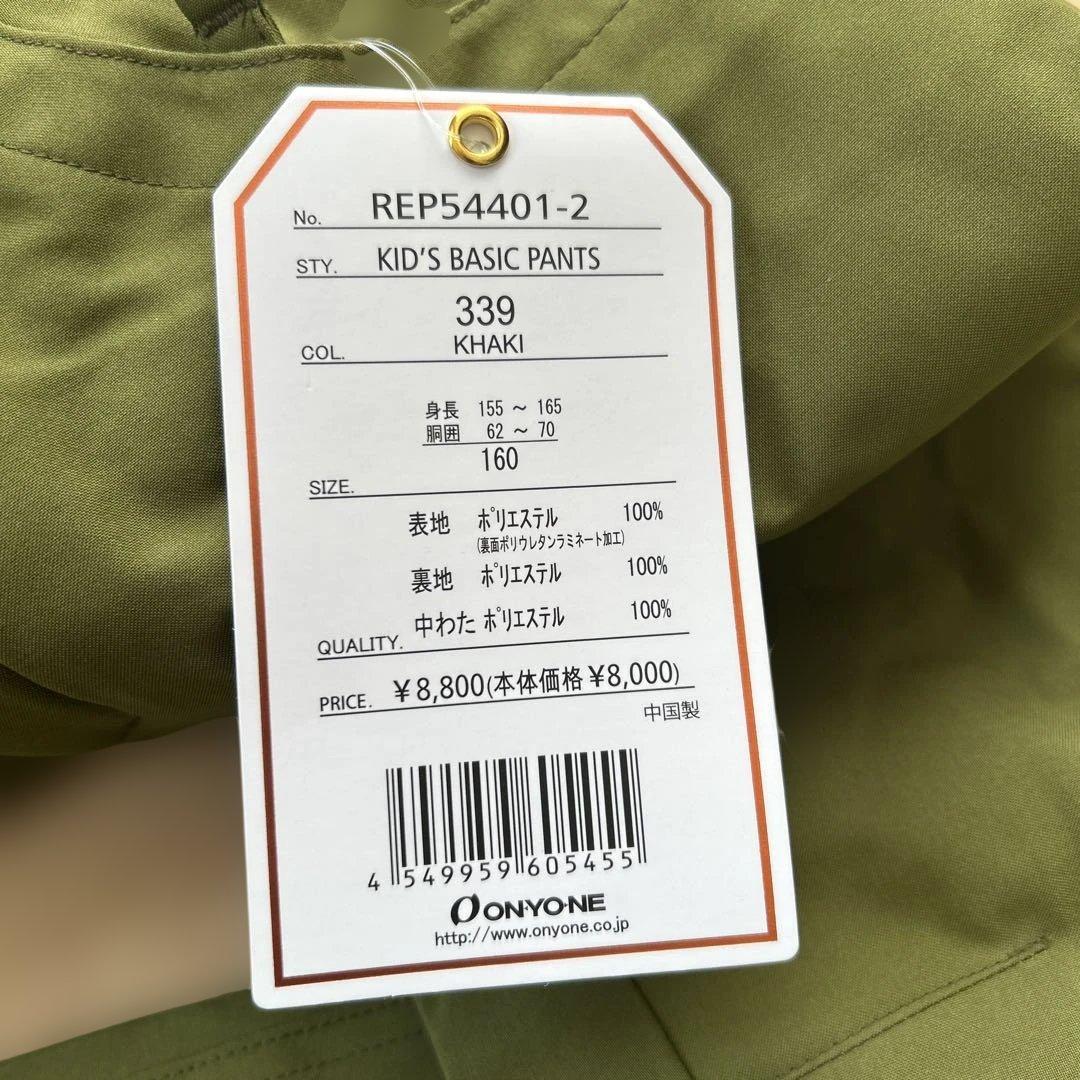 No. REP54401-2
STY. KID'S BASIC PANTS
339
COL. KHAKI
身長 155 ～ 165
胴囲 62 ～ 70
160
SIZE.
表地 ポリエステル 100%
(裏面ポリウレタンラミネート加工)
裏地 ポリエステル 100%
QUALITY. 中わた ポリエステル 100%
PRICE. ¥8,800(本体価格¥8,000)
中国製
4 549959 605455
ON·YO·NE
http://www.onyone.co.jp